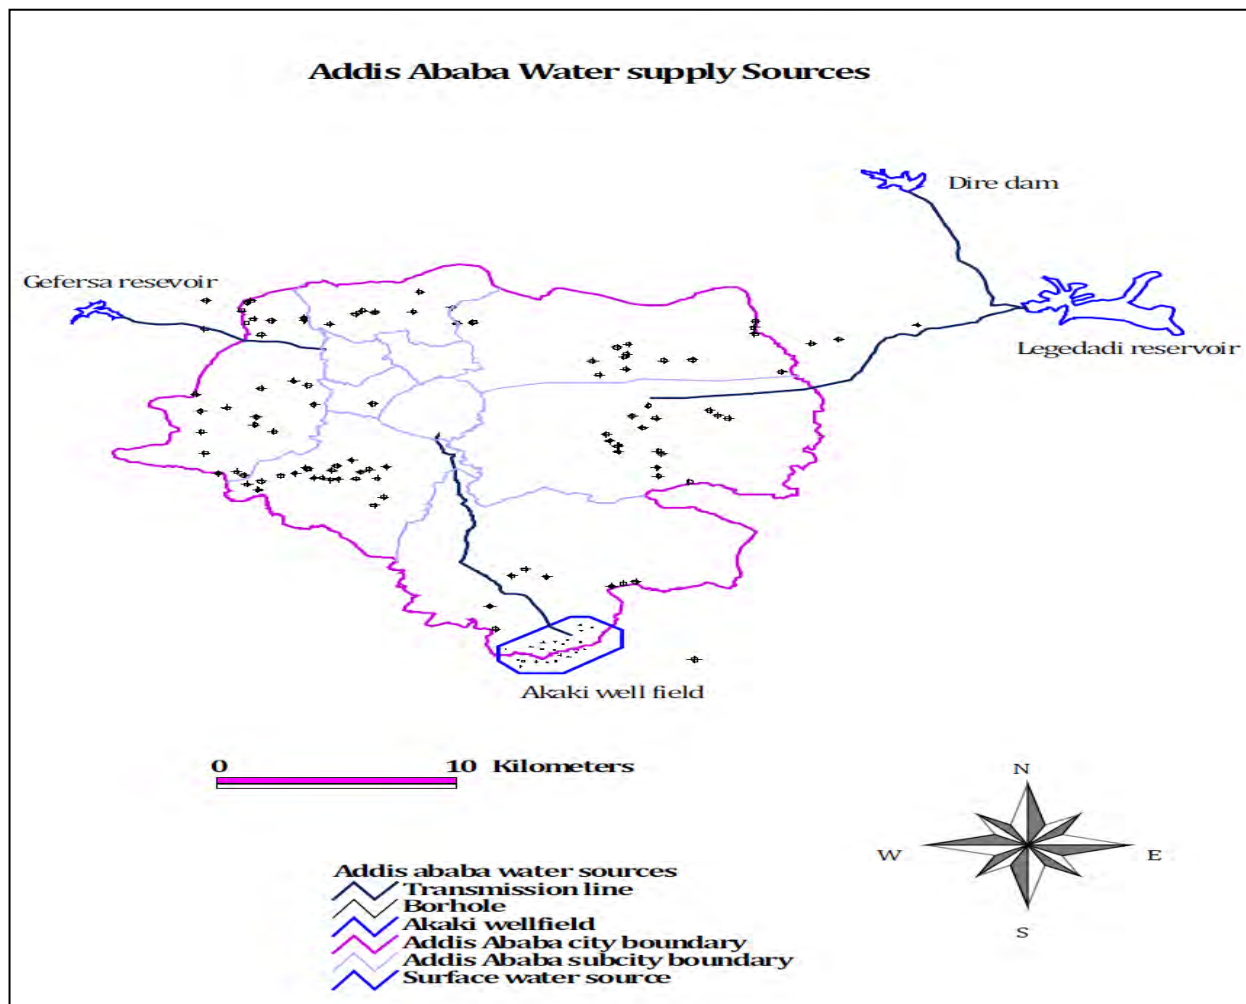 Addis Ababa Water supply Sources
Dire dam
Gefersa resevoir
Legedadi reservoir
Akaki well field
0 10 Kilometers
N
W E
S
Addis ababa water sources
Transmission line
Borhole
Akaki wellfield
Addis Ababa city boundary
Addis Ababa subcity boundary
Surface water source